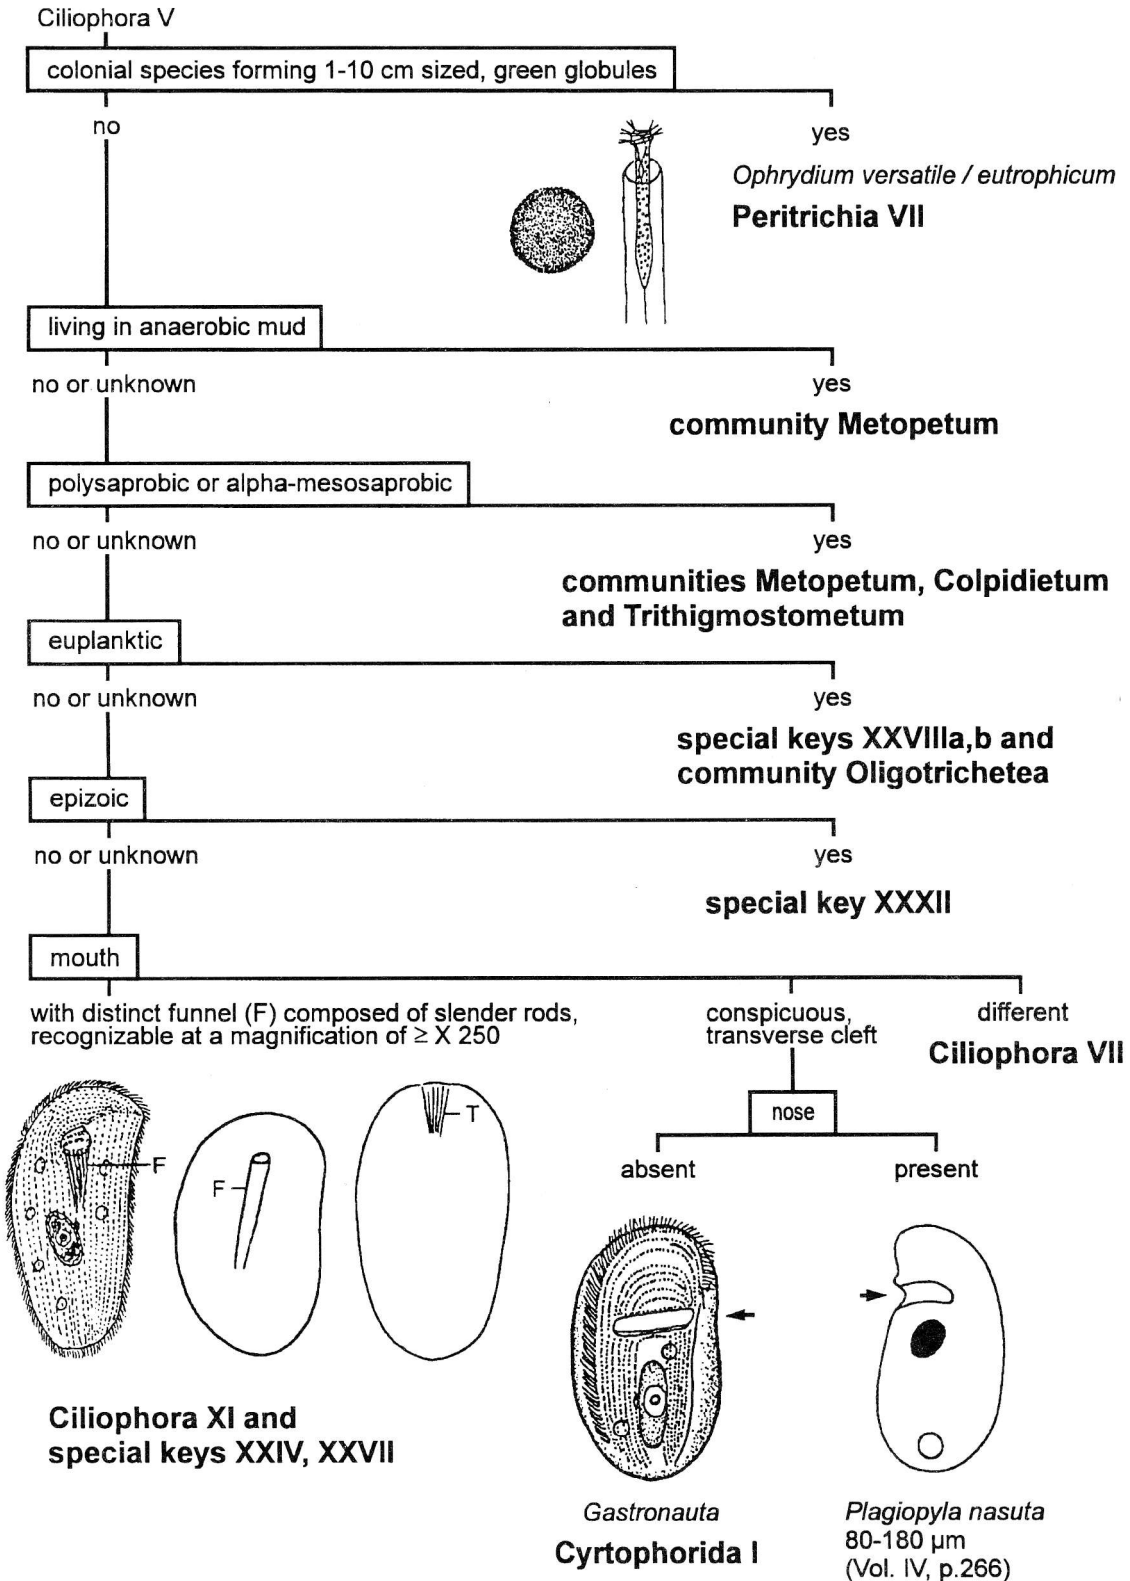 Ciliophora V
colonial species forming 1-10 cm sized, green globules
no
yes
Ophrydium versatile / eutrophicum
Peritrichia VII
living in anaerobic mud
no or unknown
yes
community Metopetum
polysaprobic or alpha-mesosaprobic
no or unknown
yes
communities Metopetum, Colpidietum
and Trithigmostometum
euplanktic
no or unknown
yes
special keys XXVIIIa,b and
community Oligotrichetea
epizoic
no or unknown
yes
special key XXXII
mouth
with distinct funnel (F) composed of slender rods,
recognizable at a magnification of ≥ X 250
conspicuous,
transverse cleft
different
Ciliophora VII
nose
absent
present
F
F
T
Ciliophora XI and
special keys XXIV, XXVII
Gastronauta
Cyrtophorida I
Plagiopyla nasuta
80-180 µm
(Vol. IV, p.266)